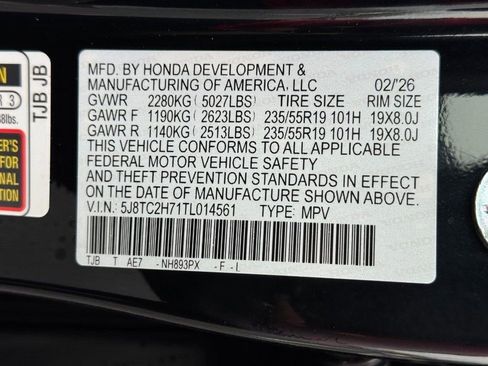 MFD. BY HONDA DEVELOPMENT &
MANUFACTURING OF AMERICA, LLC 02/'26
GVWR 2280KG (5027LBS) TIRE SIZE RIM SIZE
GAWR F 1190KG (2623LBS) 235/55R19 101H 19X8.0J
GAWR R 1140KG (2513LBS) 235/55R19 101H 19X8.0J
THIS VEHICLE CONFORMS TO ALL APPLICABLE
FEDERAL MOTOR VEHICLE SAFETY
AND THEFT PREVENTION STANDARDS IN EFFECT
ON THE DATE OF MANUFACTURE SHOWN ABOVE.
V.I.N.: 5J8TC2H71TL014561 TYPE: MPV
TJB T AE7 - NH893PX - F - L
TJB JB
3
FOR